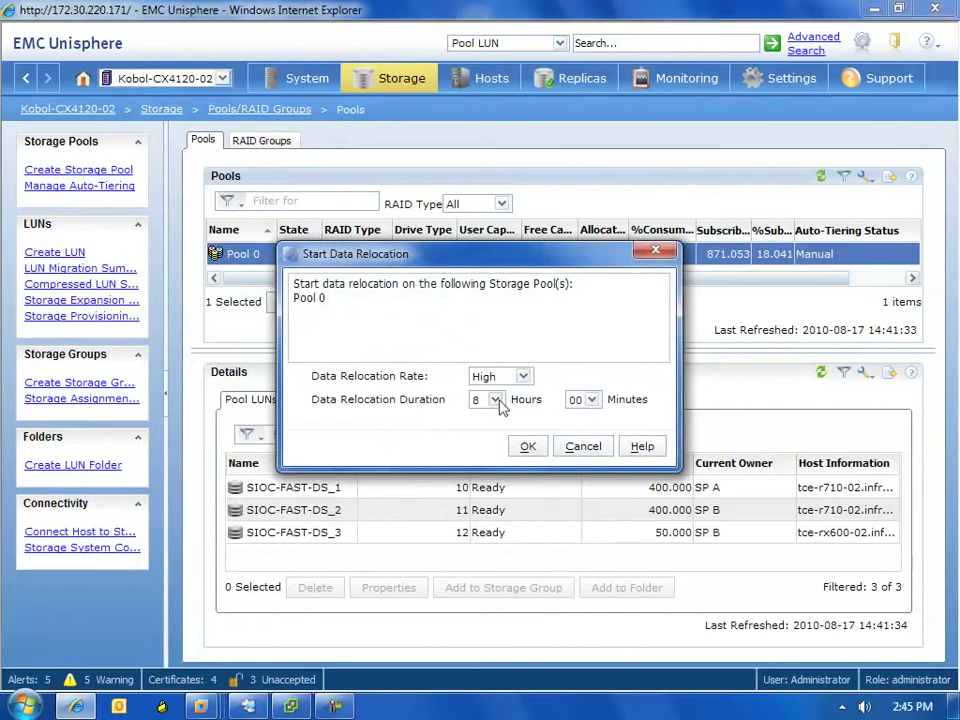 http://172.30.220.171/ - EMC Unisphere - Windows Internet Explorer
EMC Unisphere
Pool LUN
Search...
Advanced Search
Kobol-CX4120-02
System
Storage
Hosts
Replicas
Monitoring
Settings
Support
Kobol-CX4120-02 > Storage > Pools/RAID Groups > Pools
Storage Pools
Create Storage Pool
Manage Auto-Tiering
LUNs
Create LUN
LUN Migration Sum...
Compressed LUN S...
Storage Expansion ...
Storage Provisionin...
Storage Groups
Create Storage Gr...
Storage Assignmen...
Folders
Create LUN Folder
Connectivity
Connect Host to St...
Storage System Co...
Pools
RAID Groups
Pools
Filter for
RAID Type All
Name State RAID Type Drive Type User Cap... Free Ca... Allocat... %Consum... Subscrib... %Sub... Auto-Tiering Status
Pool 0 871.053 18.041 Manual
1 Selected
1 items
Last Refreshed: 2010-08-17 14:41:33
Start Data Relocation
Start data relocation on the following Storage Pool(s):
Pool 0
Data Relocation Rate: High
Data Relocation Duration 8 Hours 00 Minutes
OK Cancel Help
Details
Pool LUNs
Name Current Owner Host Information
SIOC-FAST-DS_1 10 Ready 400.000 SP A tce-r710-02.infr...
SIOC-FAST-DS_2 11 Ready 400.000 SP B tce-r710-02.infr...
SIOC-FAST-DS_3 12 Ready 50.000 SP B tce-rx600-02.inf...
0 Selected Delete Properties Add to Storage Group Add to Folder Filtered: 3 of 3
Last Refreshed: 2010-08-17 14:41:34
Alerts: 5 5 Warning Certificates: 4 3 Unaccepted User: Administrator Role: administrator
2:45 PM